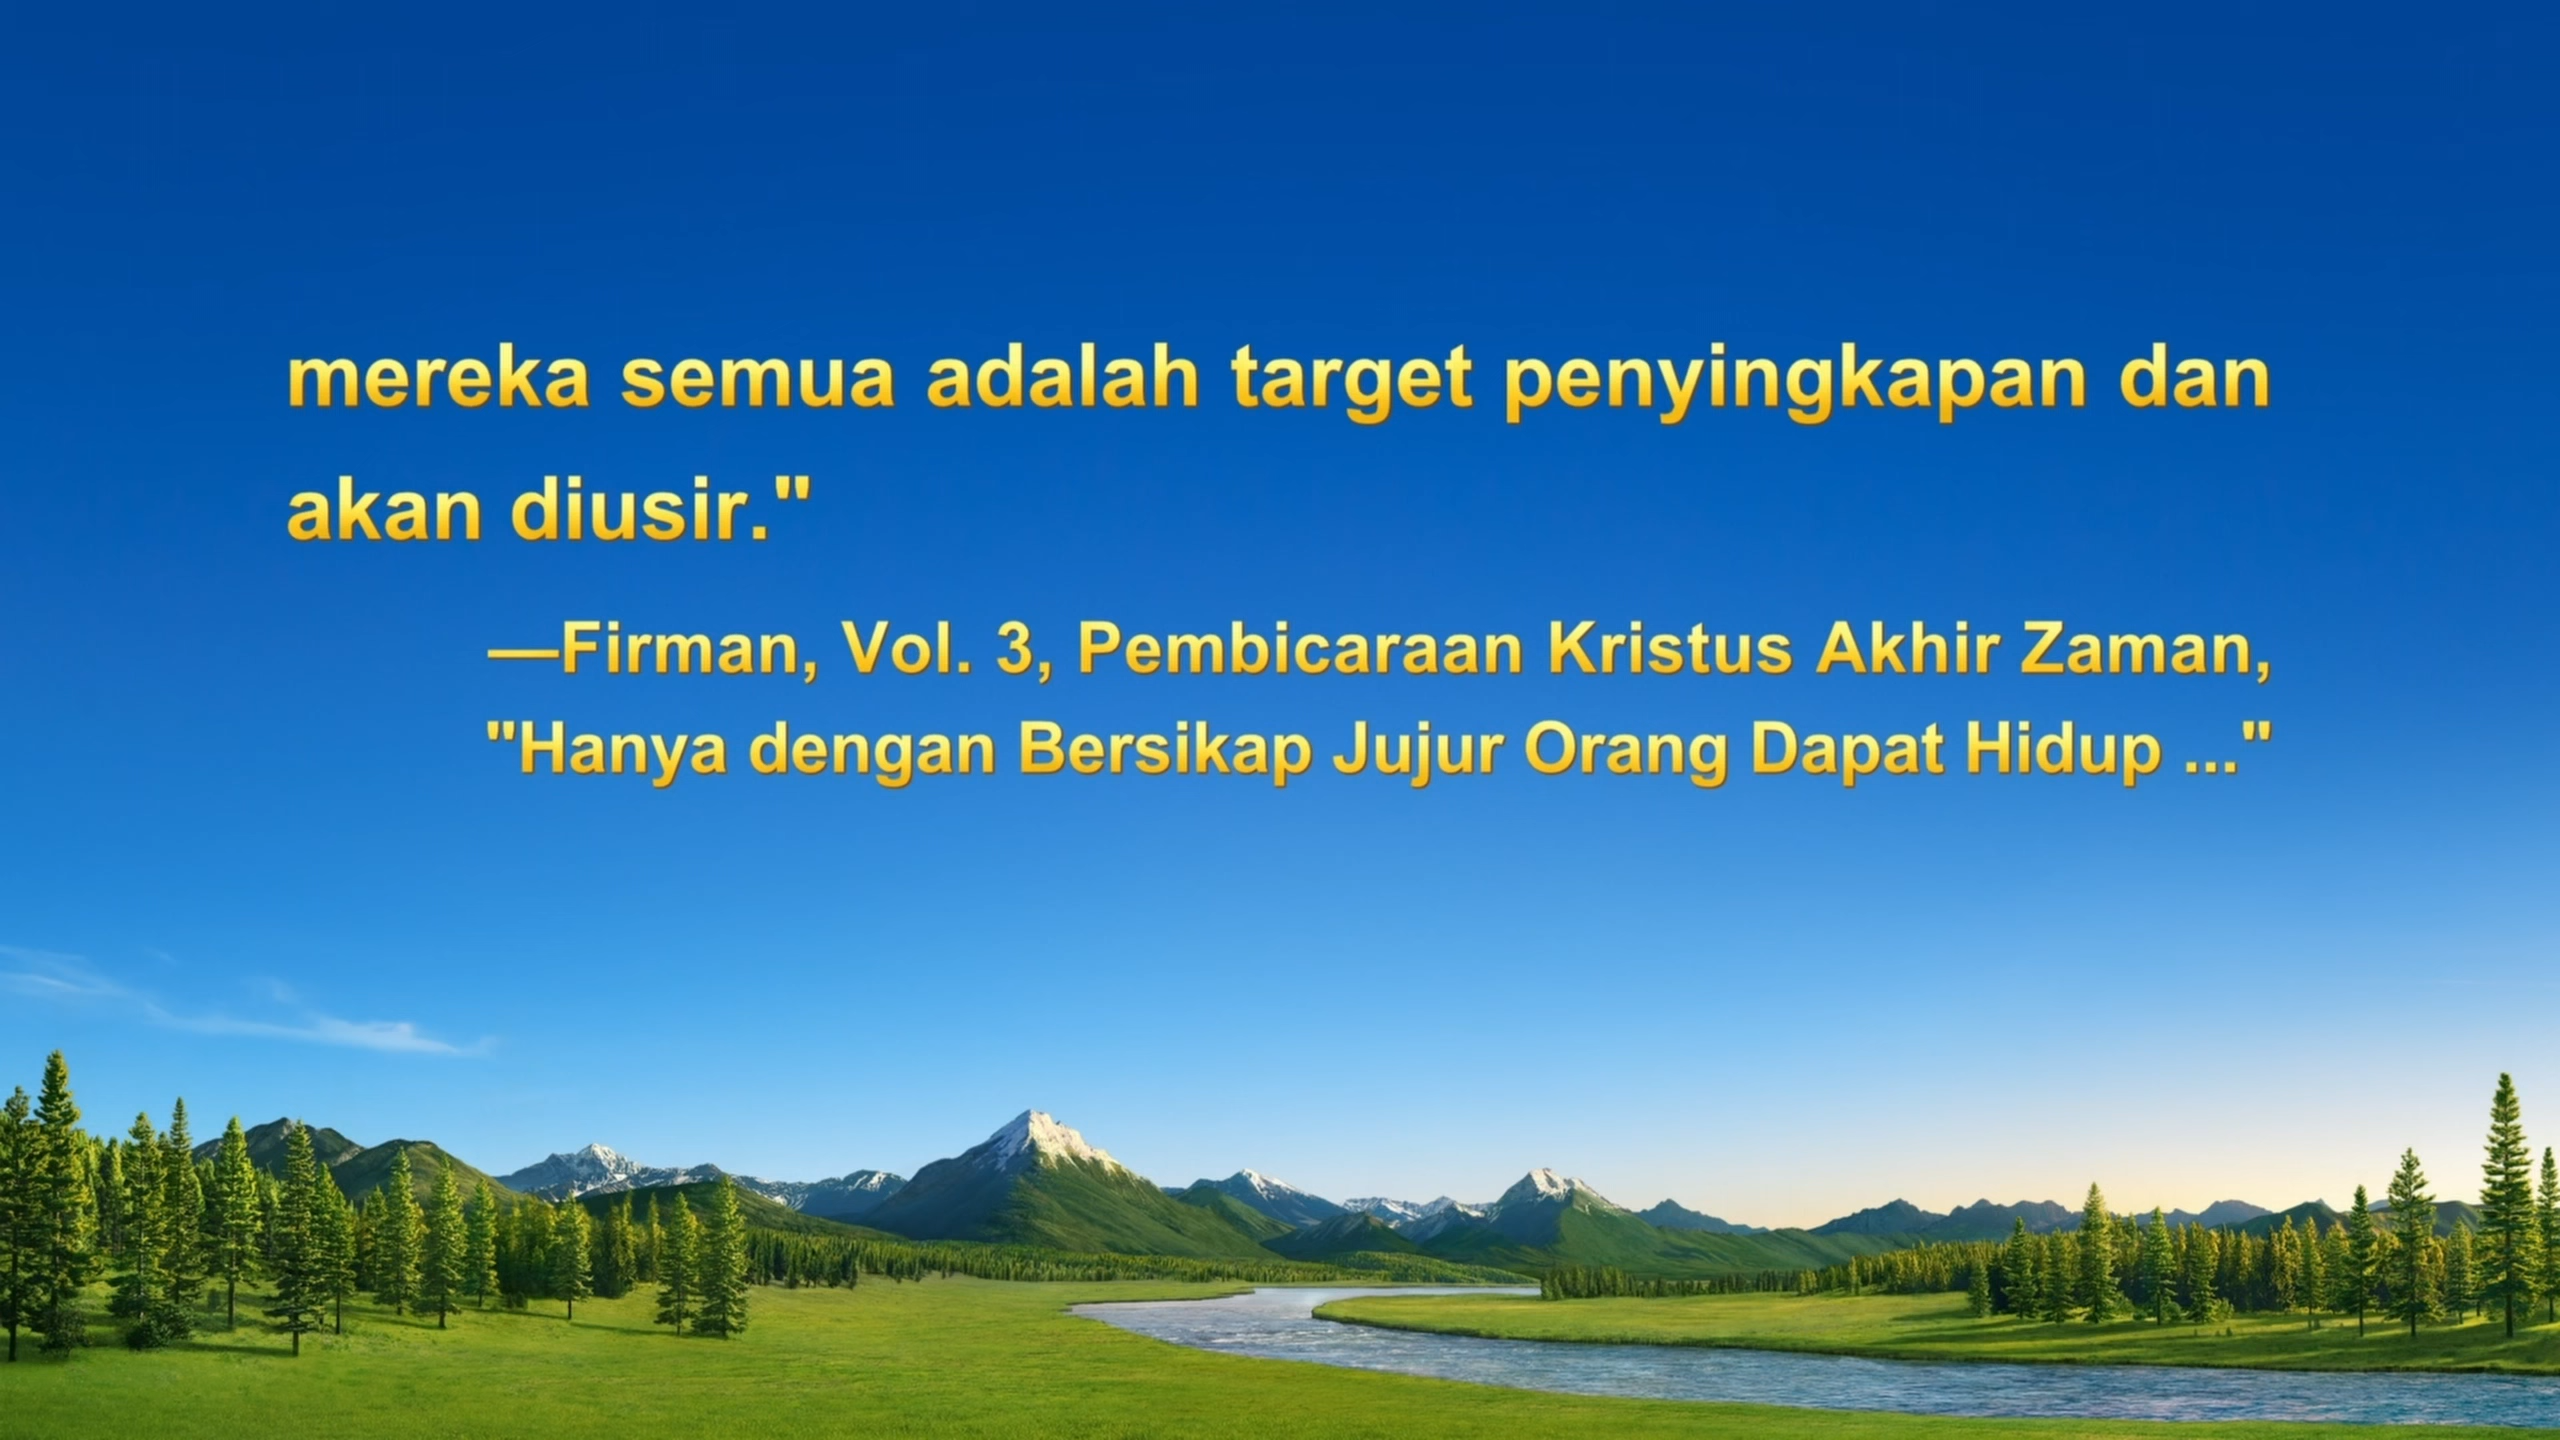 mereka semua adalah target penyingkapan dan
akan diusir."
—Firman, Vol. 3, Pembicaraan Kristus Akhir Zaman,
"Hanya dengan Bersikap Jujur Orang Dapat Hidup ..."